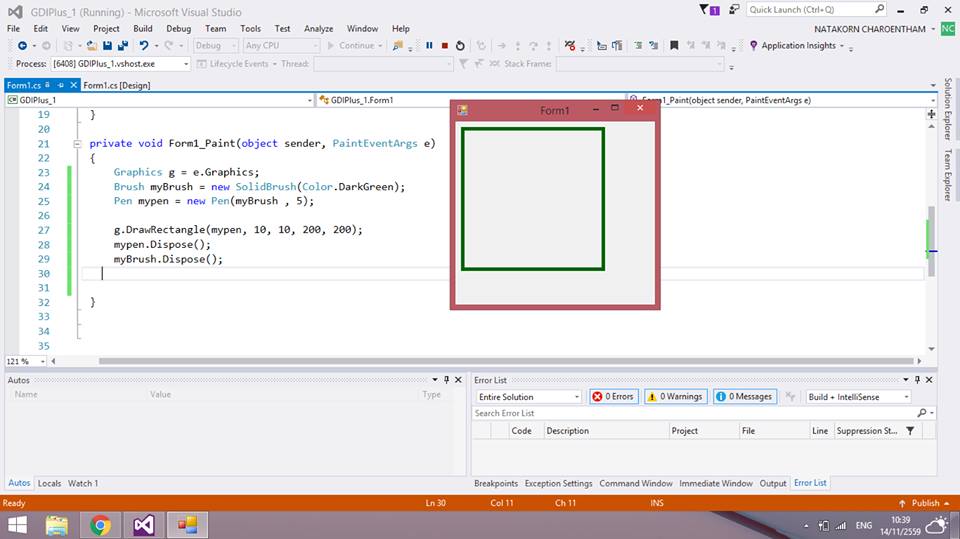 GDIPlus_1 (Running) - Microsoft Visual Studio
1
Quick Launch (Ctrl+Q)
File Edit View Project Build Debug Team Tools Test Analyze Window Help
NATAKORN CHAROENTHAM NC
Debug Any CPU Continue Application Insights
Process: [6408] GDIPlus_1.vshost.exe Lifecycle Events Thread: Stack Frame:
Form1.cs Form1.cs [Design]
GDIPlus_1 GDIPlus_1.Form1 Form1_Paint(object sender, PaintEventArgs e)
Form1
Solution Explorer
Team Explorer
19 }
20
21 private void Form1_Paint(object sender, PaintEventArgs e)
22 {
23 Graphics g = e.Graphics;
24 Brush myBrush = new SolidBrush(Color.DarkGreen);
25 Pen mypen = new Pen(myBrush , 5);
26
27 g.DrawRectangle(mypen, 10, 10, 200, 200);
28 mypen.Dispose();
29 myBrush.Dispose();
30
31
32 }
33
34
35
121 %
Autos
Name Value Type
Autos Locals Watch 1
Error List
Entire Solution 0 Errors 0 Warnings 0 Messages Build + IntelliSense
Search Error List
Code Description Project File Line Suppression St...
Breakpoints Exception Settings Command Window Immediate Window Output Error List
Ready Ln 30 Col 11 Ch 11 INS Publish
ENG
10:39
14/11/2559